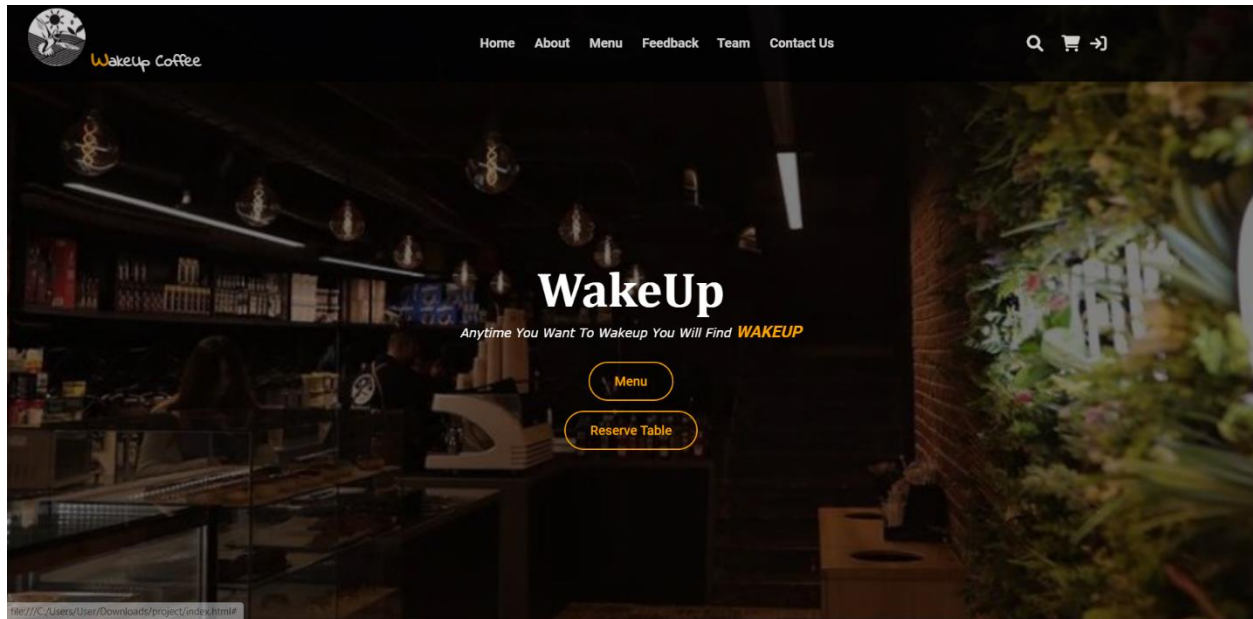 WakeUp Coffee
Home About Menu Feedback Team Contact Us
WakeUp
Anytime You Want To Wakeup You Will Find WAKEUP
Menu
Reserve Table
file:///C:/Users/User/Downloads/project/index.html#